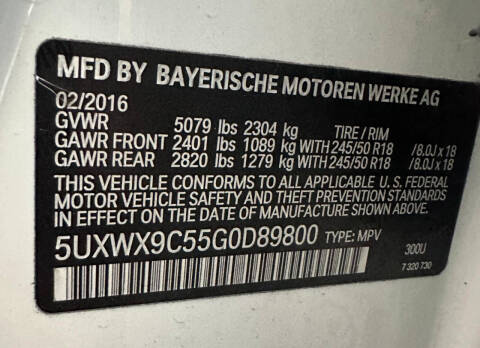 MFD BY BAYERISCHE MOTOREN WERKE AG
02/2016
GVWR 5079 lbs 2304 kg TIRE / RIM
GAWR FRONT 2401 lbs 1089 kg WITH 245/50 R18 /8.0J x 18
GAWR REAR 2820 lbs 1279 kg WITH 245/50 R18 /8.0J x 18
THIS VEHICLE CONFORMS TO ALL APPLICABLE U. S. FEDERAL
MOTOR VEHICLE SAFETY AND THEFT PREVENTION STANDARDS
IN EFFECT ON THE DATE OF MANUFACTURE SHOWN ABOVE.
5UXWX9C55G0D89800 TYPE: MPV
300U
7 320 730